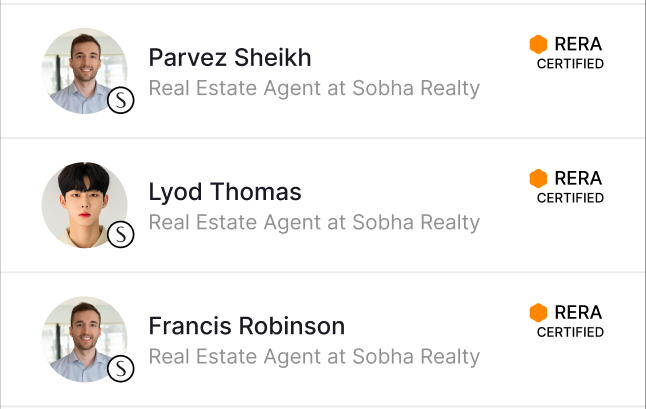 Parvez Sheikh
Real Estate Agent at Sobha Realty
RERA
CERTIFIED
S
Lyod Thomas
Real Estate Agent at Sobha Realty
RERA
CERTIFIED
S
Francis Robinson
Real Estate Agent at Sobha Realty
RERA
CERTIFIED
S